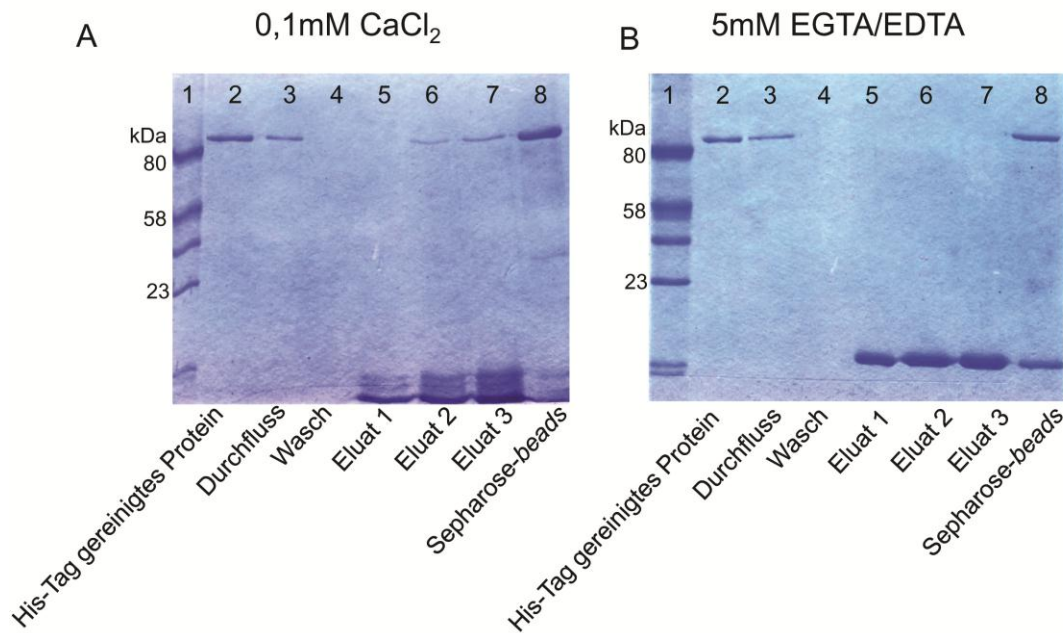 A 0,1mM CaCl₂
1 2 3 4 5 6 7 8
kDa
80
58
23
His-Tag gereinigtes Protein
Durchfluss
Wasch
Eluat 1
Eluat 2
Eluat 3
Sepharose-beads
B 5mM EGTA/EDTA
1 2 3 4 5 6 7 8
kDa
80
58
23
His-Tag gereinigtes Protein
Durchfluss
Wasch
Eluat 1
Eluat 2
Eluat 3
Sepharose-beads